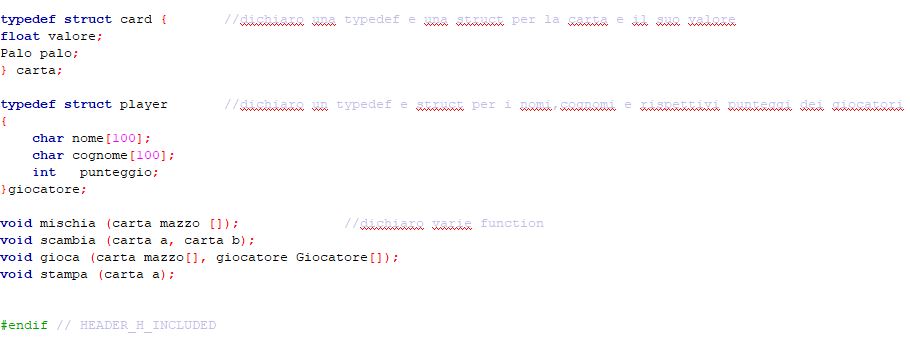 typedef struct card { //dichiaro una typedef e una struct per la carta e il suo valore
float valore;
Palo palo;
} carta;
typedef struct player //dichiaro un typedef e struct per i nomi,cognomi e rispettivi punteggi dei giocatori
{
char nome[100];
char cognome[100];
int punteggio;
}giocatore;
void mischia (carta mazzo []); //dichiaro varie function
void scambia (carta a, carta b);
void gioca (carta mazzo[], giocatore Giocatore[]);
void stampa (carta a);
#endif // HEADER_H_INCLUDED